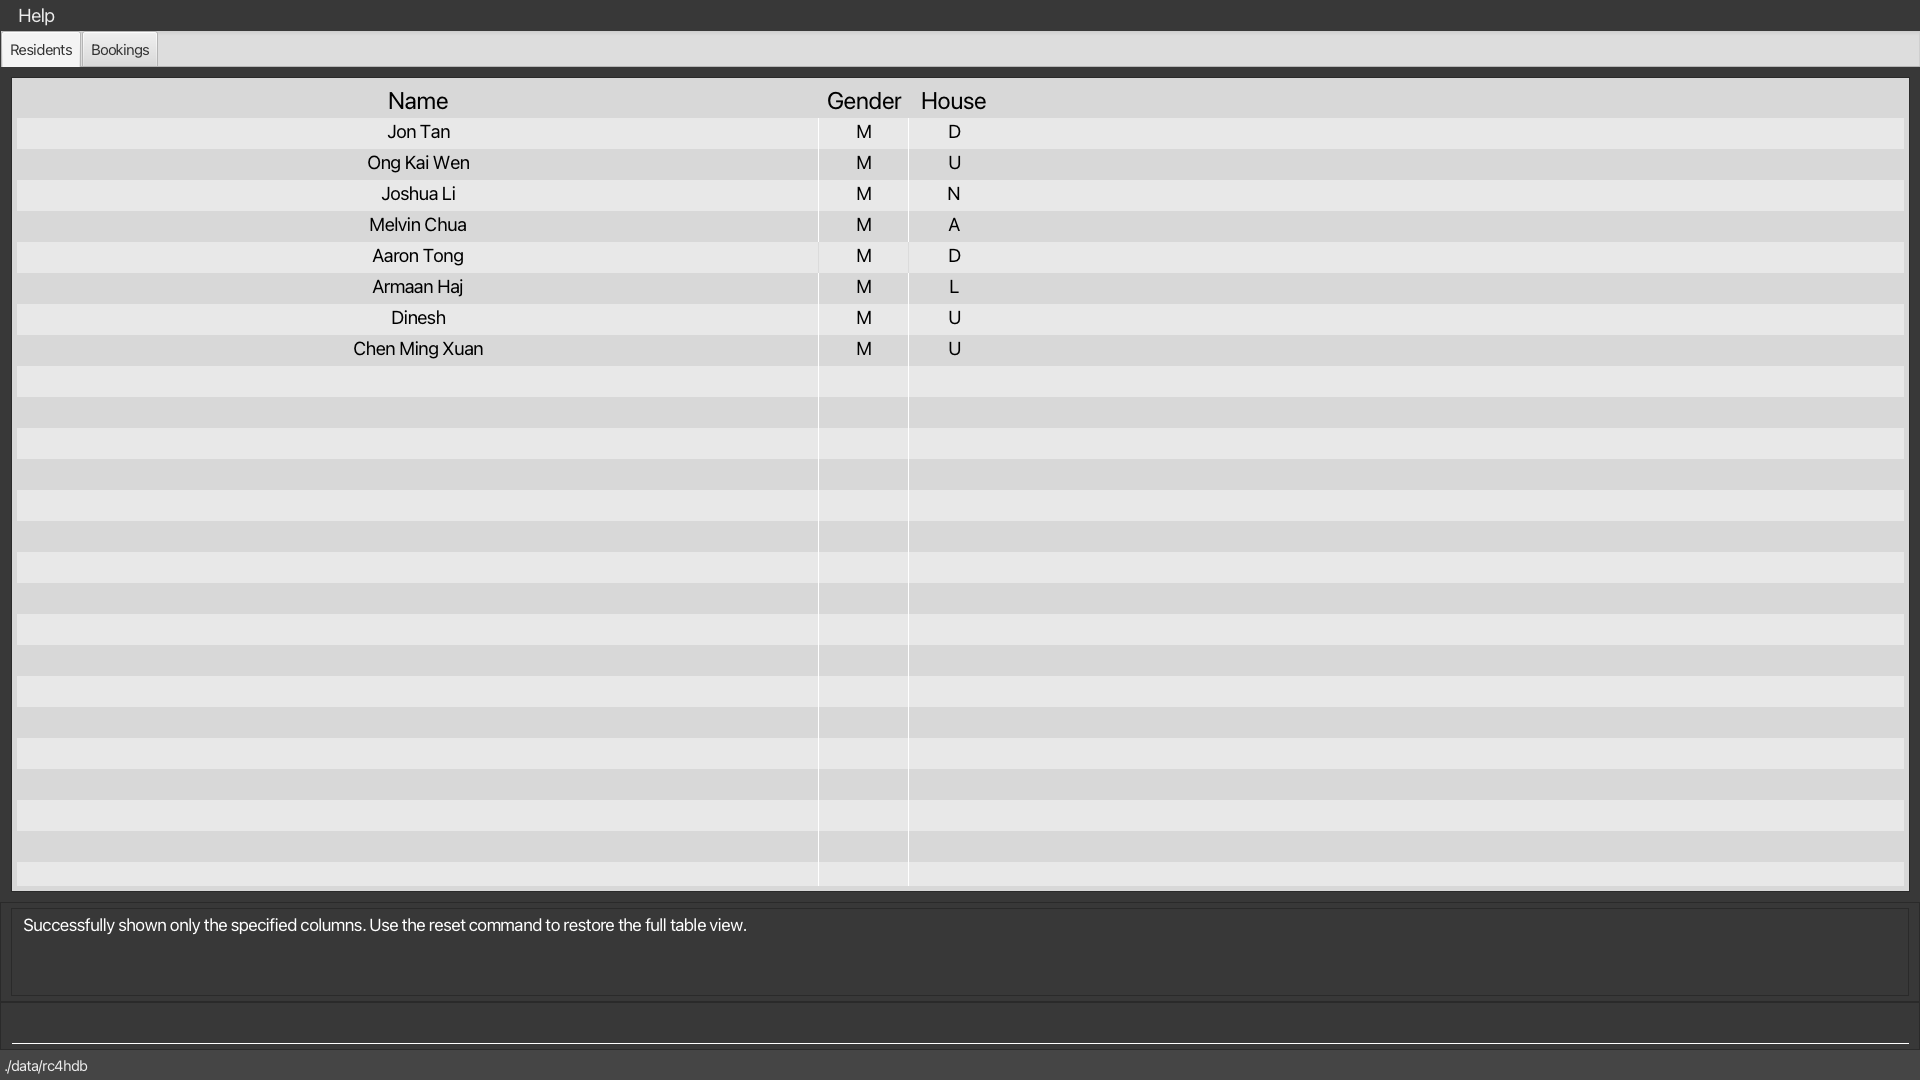 Help
Residents Bookings
Name Gender House
Jon Tan M D
Ong Kai Wen M U
Joshua Li M N
Melvin Chua M A
Aaron Tong M D
Armaan Haj M L
Dinesh M U
Chen Ming Xuan M U
Successfully shown only the specified columns. Use the reset command to restore the full table view.
./data/rc4hdb